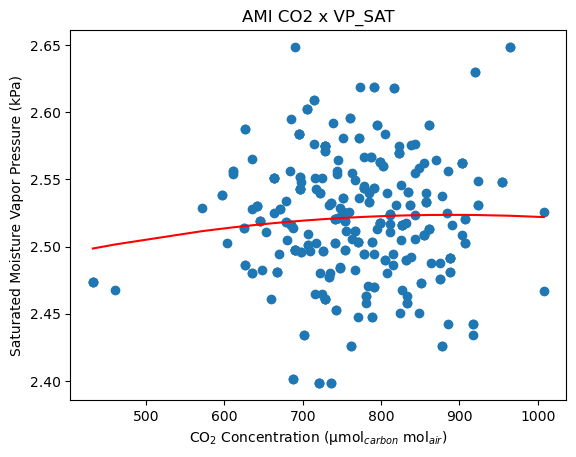 AMI CO2 x VP_SAT
Saturated Moisture Vapor Pressure (kPa)
2.65
2.60
2.55
2.50
2.45
2.40
500 600 700 800 900 1000
CO₂ Concentration (μmol_carbon mol_air)